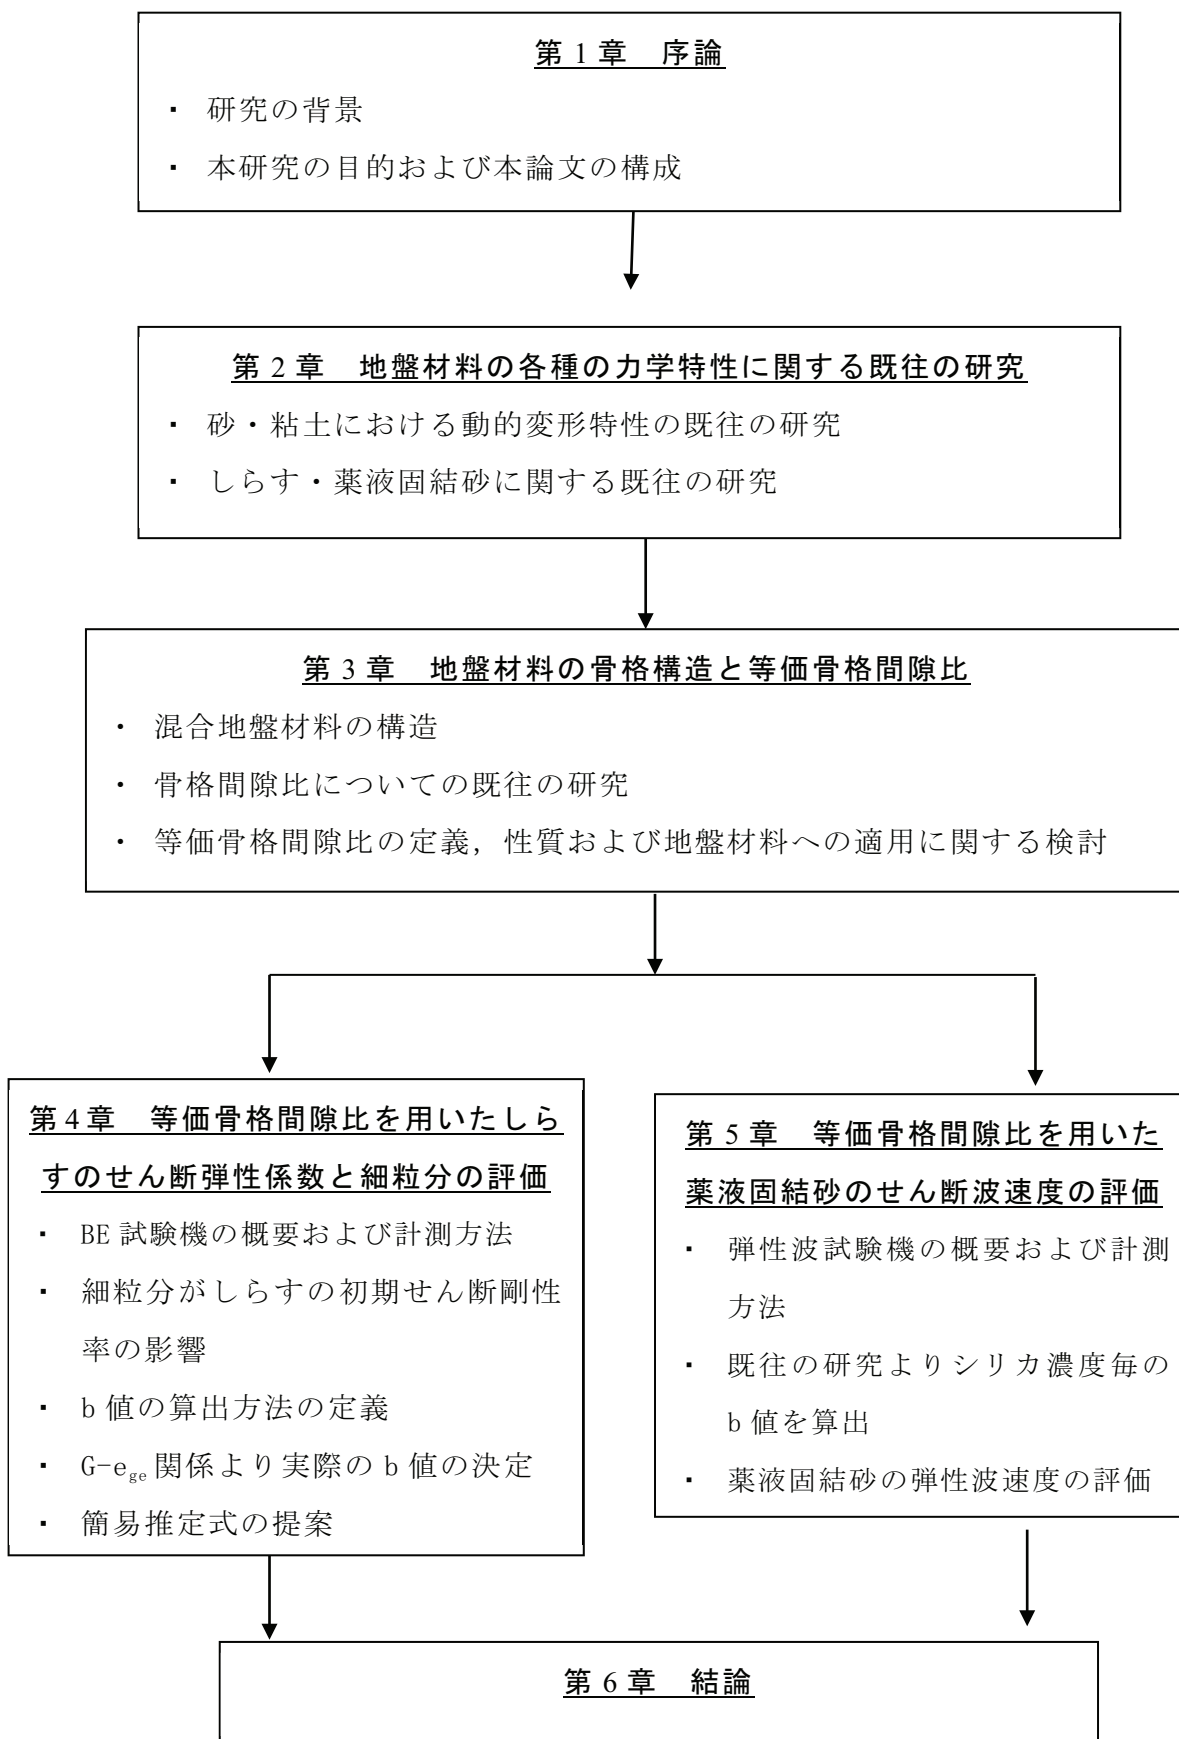 第1章　序論
・ 研究の背景
・ 本研究の目的および本論文の構成
第2章　地盤材料の各種の力学特性に関する既往の研究
・ 砂・粘土における動的変形特性の既往の研究
・ しらす・薬液固結砂に関する既往の研究
第3章　地盤材料の骨格構造と等価骨格間隙比
・ 混合地盤材料の構造
・ 骨格間隙比についての既往の研究
・ 等価骨格間隙比の定義，性質および地盤材料への適用に関する検討
第4章　等価骨格間隙比を用いたしら
すのせん断弾性係数と細粒分の評価
・ BE試験機の概要および計測方法
・ 細粒分がしらすの初期せん断剛性
率の影響
・ b値の算出方法の定義
・ G-ege関係より実際のb値の決定
・ 簡易推定式の提案
第5章　等価骨格間隙比を用いた
薬液固結砂のせん断波速度の評価
・ 弾性波試験機の概要および計測
方法
・ 既往の研究よりシリカ濃度毎の
b値を算出
・ 薬液固結砂の弾性波速度の評価
第6章　結論